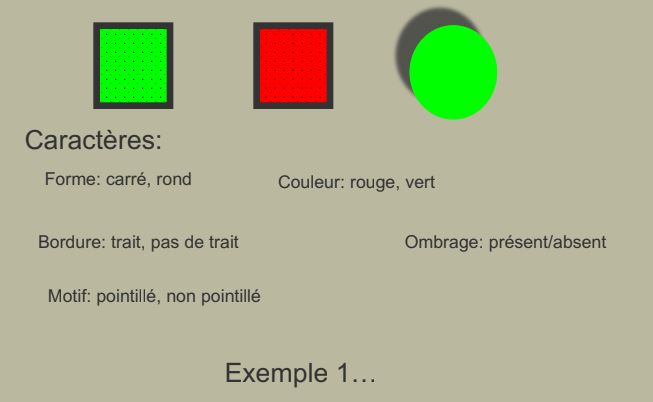 Caractères:
Forme: carré, rond
Couleur: rouge, vert
Bordure: trait, pas de trait
Ombrage: présent/absent
Motif: pointillé, non pointillé
Exemple 1…